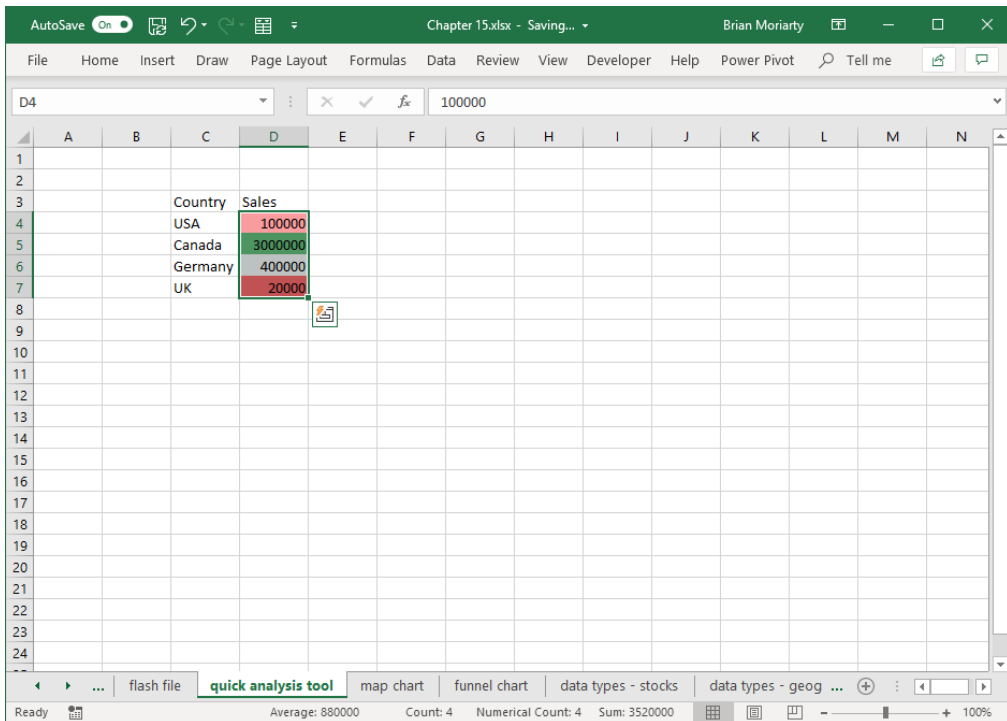 AutoSave On Chapter 15.xlsx - Saving... Brian Moriarty
File Home Insert Draw Page Layout Formulas Data Review View Developer Help Power Pivot Tell me
D4 fx 100000
A B C D E F G H I J K L M N
1
2
3 Country Sales
4 USA 100000
5 Canada 3000000
6 Germany 400000
7 UK 20000
8
9
10
11
12
13
14
15
16
17
18
19
20
21
22
23
24
... flash file quick analysis tool map chart funnel chart data types - stocks data types - geog ...
Ready Average: 880000 Count: 4 Numerical Count: 4 Sum: 3520000 100%